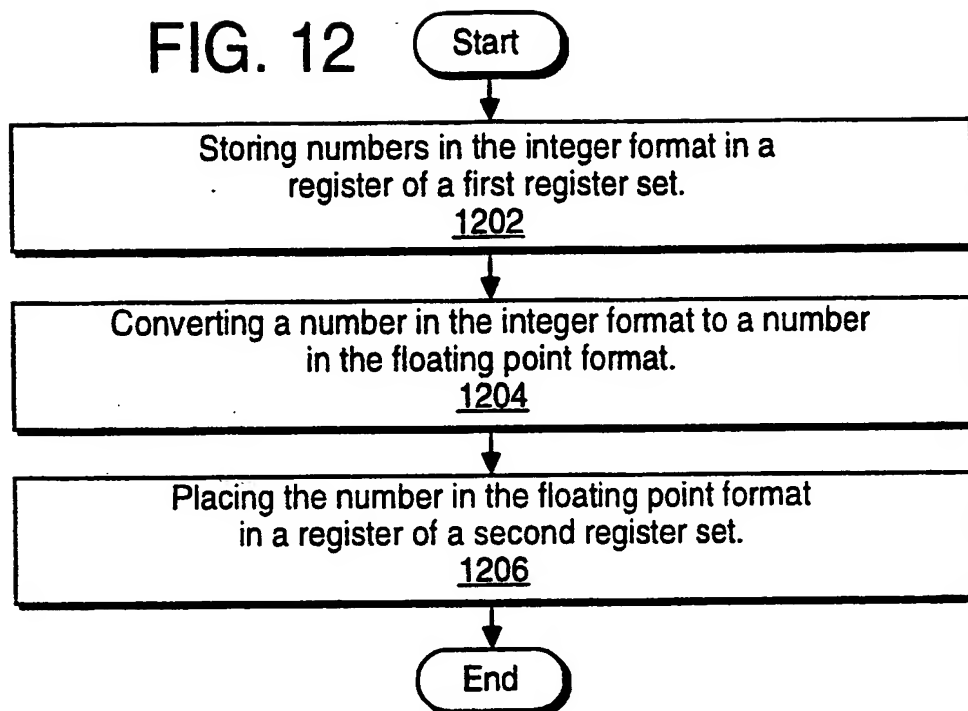 FIG. 12
Start
Storing numbers in the integer format in a
register of a first register set.
1202
Converting a number in the integer format to a number
in the floating point format.
1204
Placing the number in the floating point format
in a register of a second register set.
1206
End